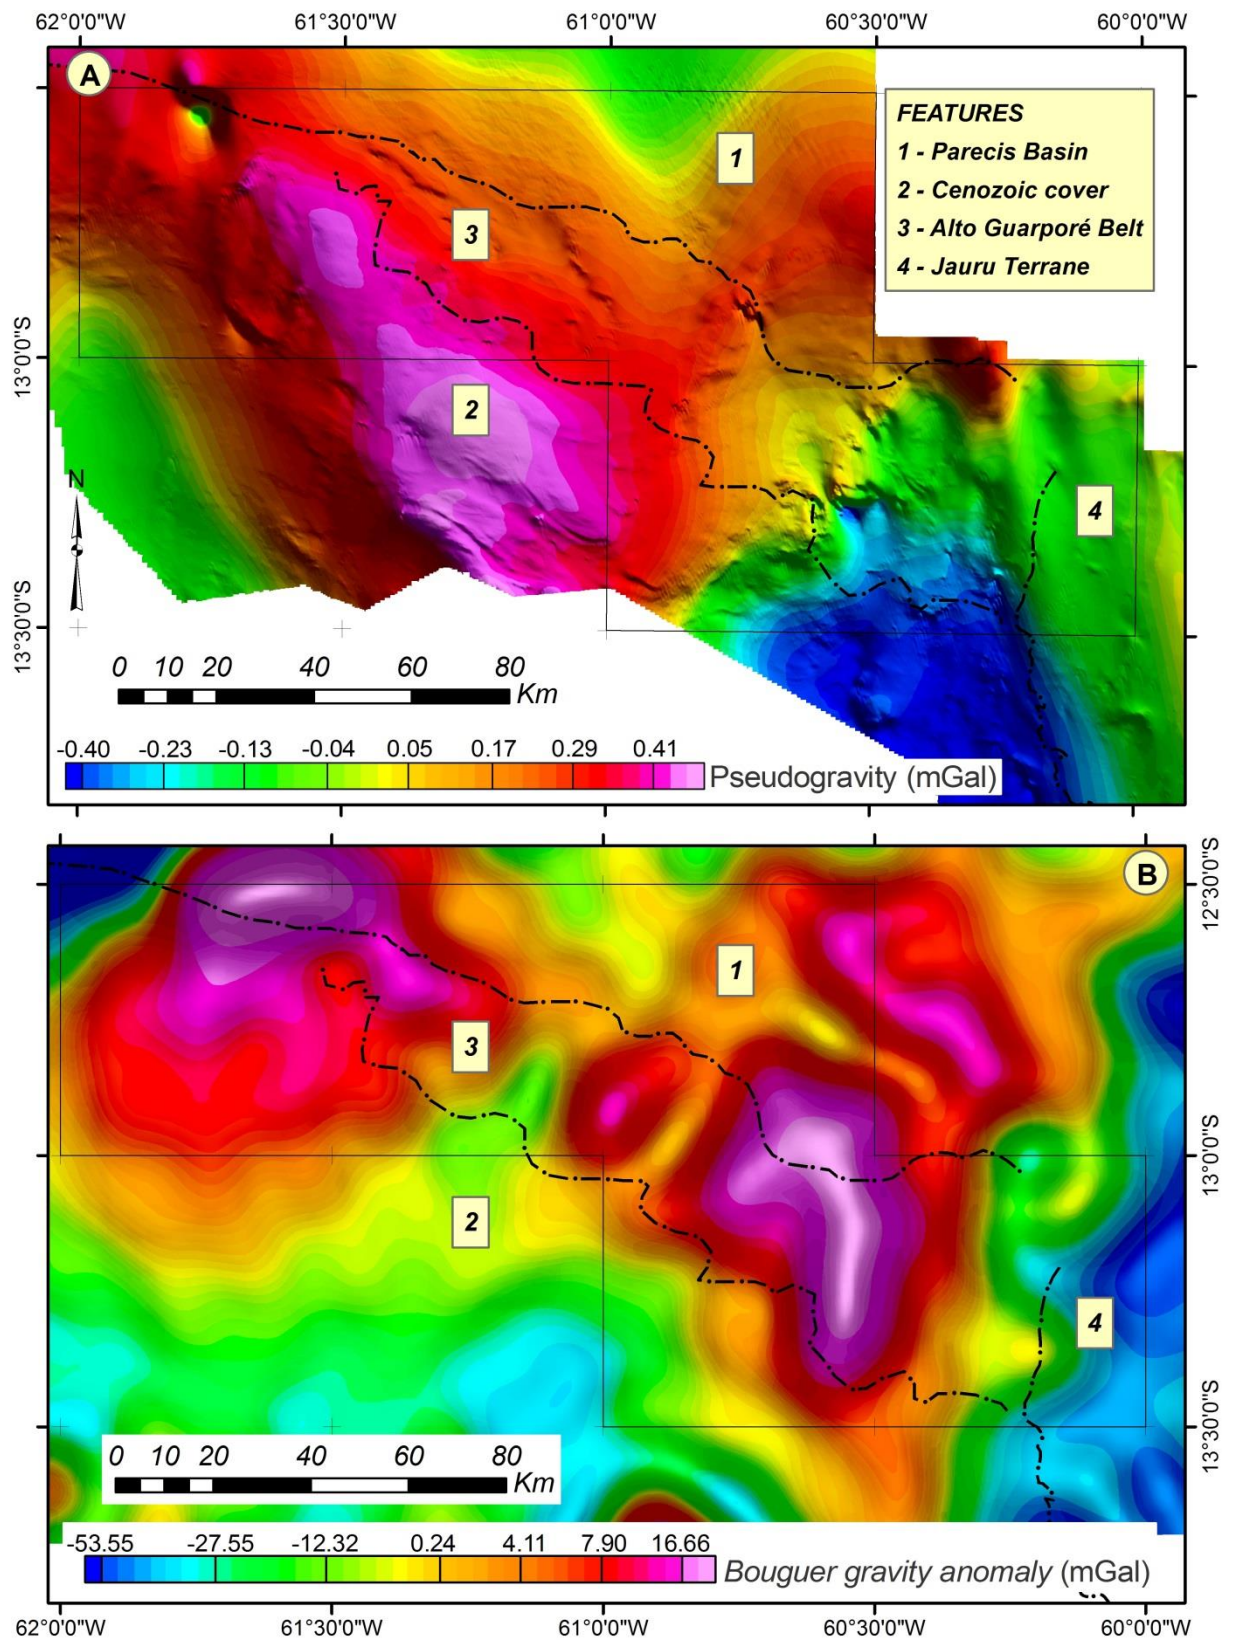 62°0'0"W 61°30'0"W 61°0'0"W 60°30'0"W 60°0'0"W
A
FEATURES
1 - Parecis Basin
2 - Cenozoic cover
3 - Alto Guarporé Belt
4 - Jauru Terrane
1
3
2
4
13°0'0"S
13°30'0"S
N
0 10 20 40 60 80
Km
-0.40 -0.23 -0.13 -0.04 0.05 0.17 0.29 0.41
Pseudogravity (mGal)
B
12°30'0"S
13°0'0"S
13°30'0"S
1
3
2
4
0 10 20 40 60 80
Km
-53.55 -27.55 -12.32 0.24 4.11 7.90 16.66
Bouguer gravity anomaly (mGal)
62°0'0"W 61°30'0"W 61°0'0"W 60°30'0"W 60°0'0"W